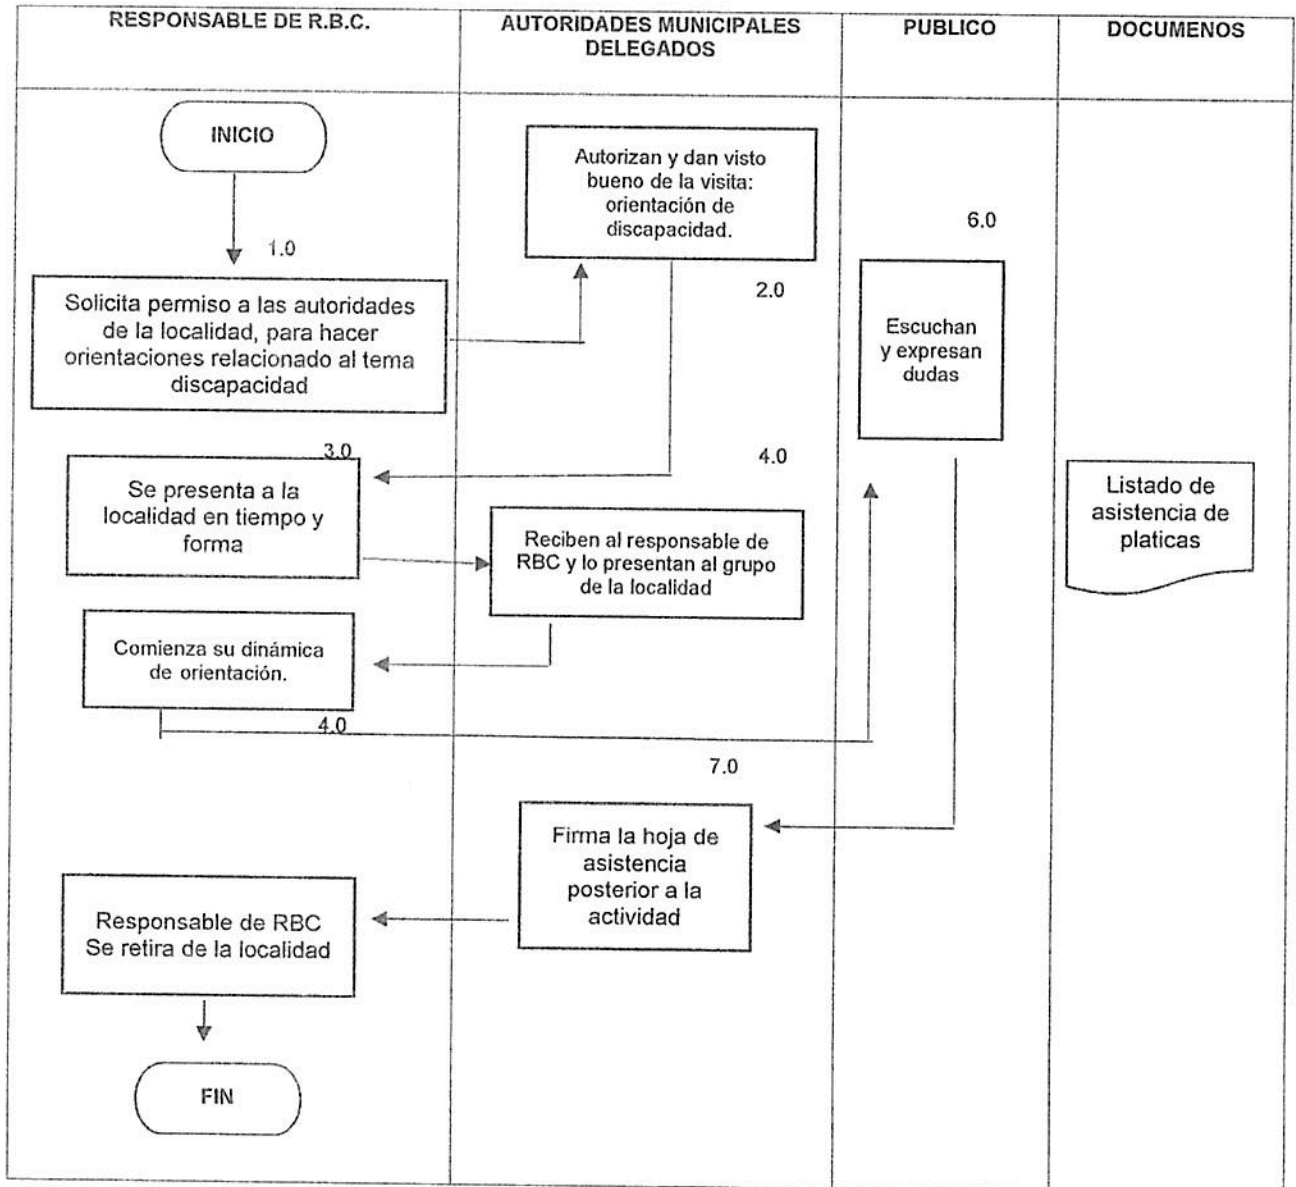 RESPONSABLE DE R.B.C.
AUTORIDADES MUNICIPALES
DELEGADOS
PUBLICO
DOCUMENOS
INICIO
1.0
Solicita permiso a las autoridades
de la localidad, para hacer
orientaciones relacionado al tema
discapacidad
Autorizan y dan visto
bueno de la visita:
orientación de
discapacidad.
2.0
3.0
Se presenta a la
localidad en tiempo y
forma
4.0
Reciben al responsable de
RBC y lo presentan al grupo
de la localidad
Comienza su dinámica
de orientación.
4.0
6.0
Escuchan
y expresan
dudas
Listado de
asistencia de
platicas
7.0
Firma la hoja de
asistencia
posterior a la
actividad
Responsable de RBC
Se retira de la localidad
FIN